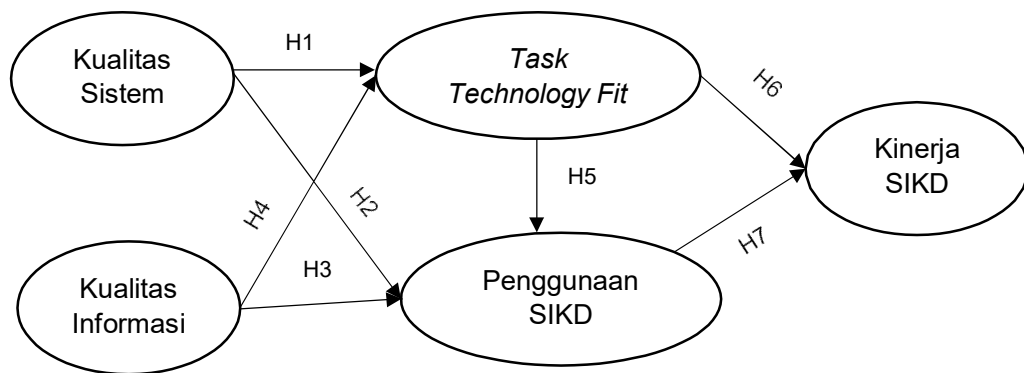 Kualitas
Sistem
H1
Task
Technology Fit
H6
Kinerja
SIKD
H4
H2
H5
H7
Kualitas
Informasi
H3
Penggunaan
SIKD